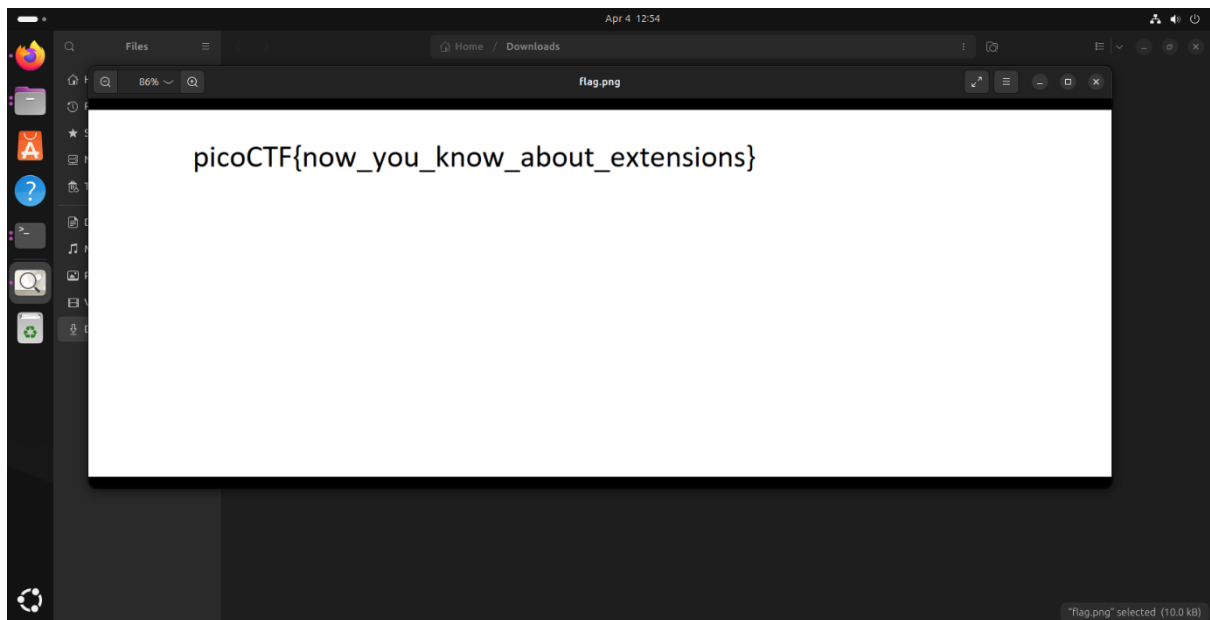 Apr 4 12:54
Files
Home / Downloads
86%
flag.png
picoCTF{now_you_know_about_extensions}
"flag.png" selected (10.0 kB)